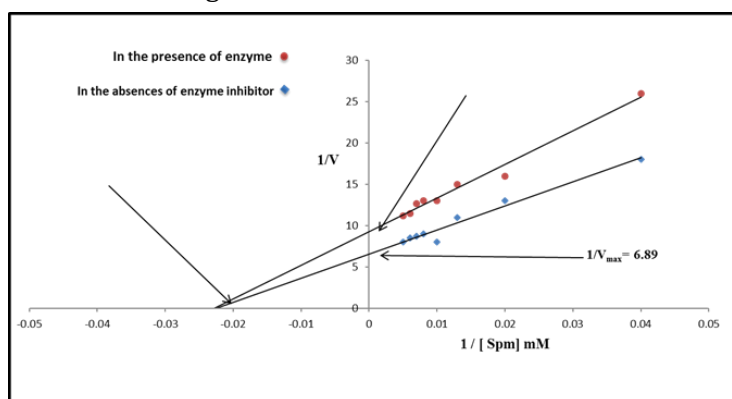 In the presence of enzyme
In the absences of enzyme inhibitor
30
25
20
15
10
5
0
1/V
1/Vmax= 6.89
-0.05 -0.04 -0.03 -0.02 -0.01 0 0.01 0.02 0.03 0.04 0.05
1 / [ Spm] mM